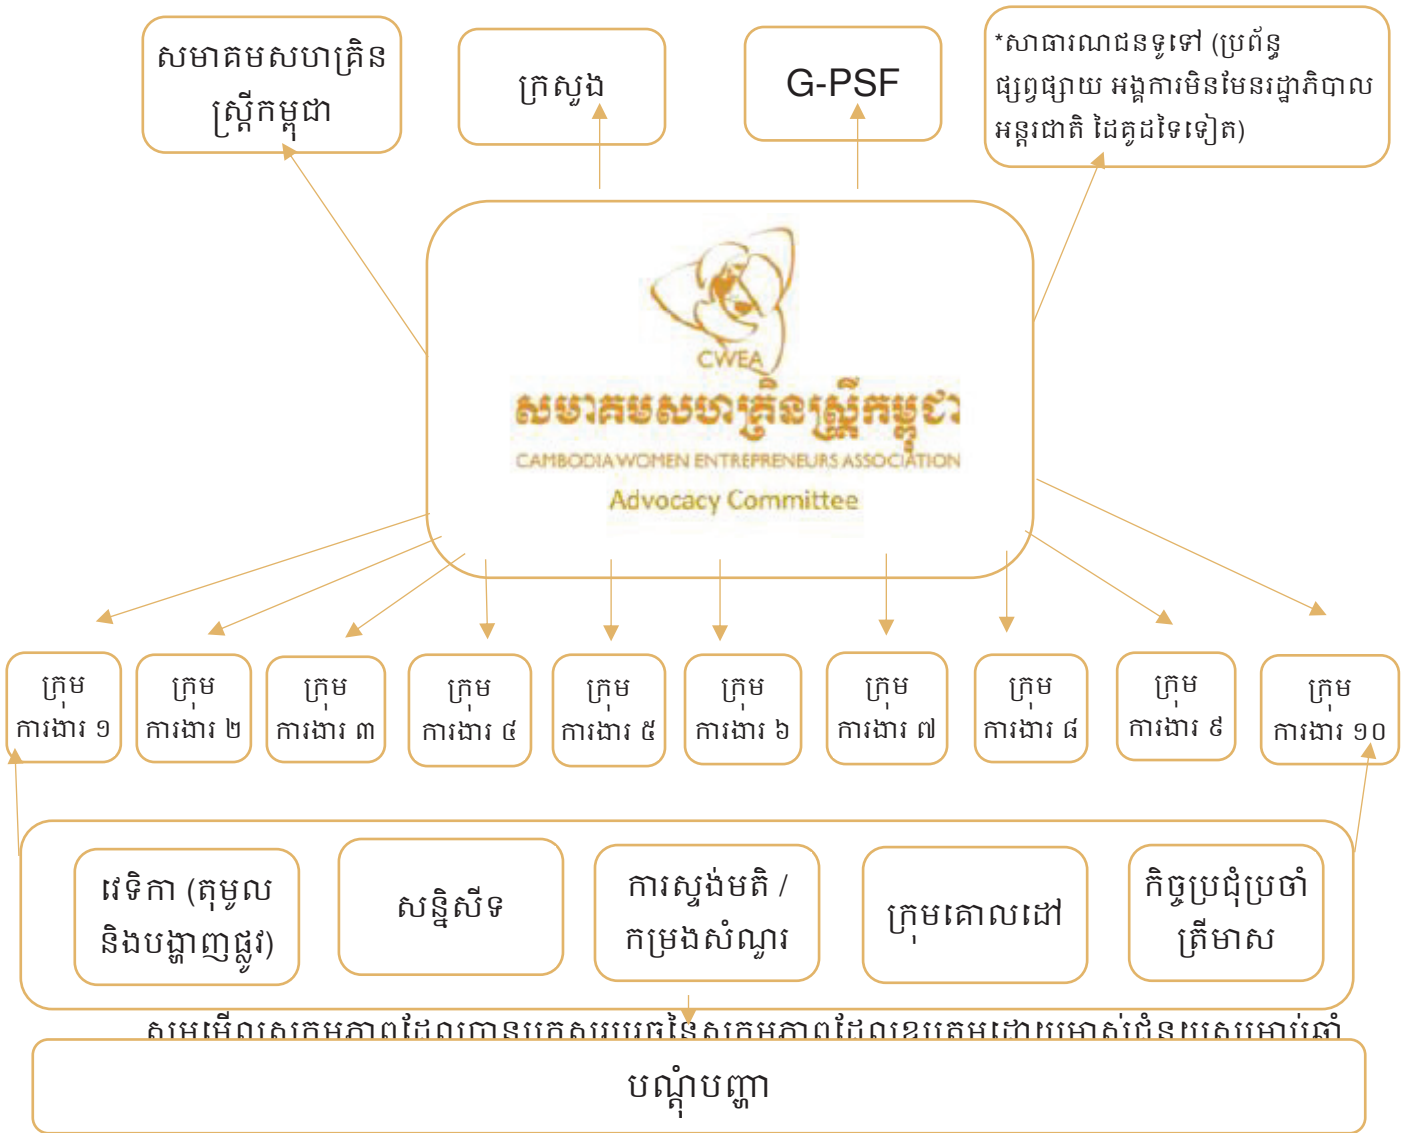 សមាគមសហគ្រិន
ស្ត្រីកម្ពុជា
ក្រសួង
G-PSF
*សាធារណជនទូទៅ (ប្រព័ន្ធ
ផ្សព្វផ្សាយ អង្គការមិនមែនរដ្ឋាភិបាល
អន្តរជាតិ ដៃគូដទៃទៀត)
CWEA
សមាគមសហគ្រិនស្ត្រីកម្ពុជា
CAMBODIA WOMEN ENTREPRENEURS ASSOCIATION
Advocacy Committee
ក្រុម
ការងារ ១
ក្រុម
ការងារ ២
ក្រុម
ការងារ ៣
ក្រុម
ការងារ ៤
ក្រុម
ការងារ ៥
ក្រុម
ការងារ ៦
ក្រុម
ការងារ ៧
ក្រុម
ការងារ ៨
ក្រុម
ការងារ ៩
ក្រុម
ការងារ ១០
វេទិកា (តុមូល
និងបង្ហាញផ្លូវ)
សន្និសីទ
ការស្ទង់មតិ /
កម្រងសំណួរ
ក្រុមគោលដៅ
កិច្ចប្រជុំប្រចាំ
ត្រីមាស
បណ្តុំបញ្ហា